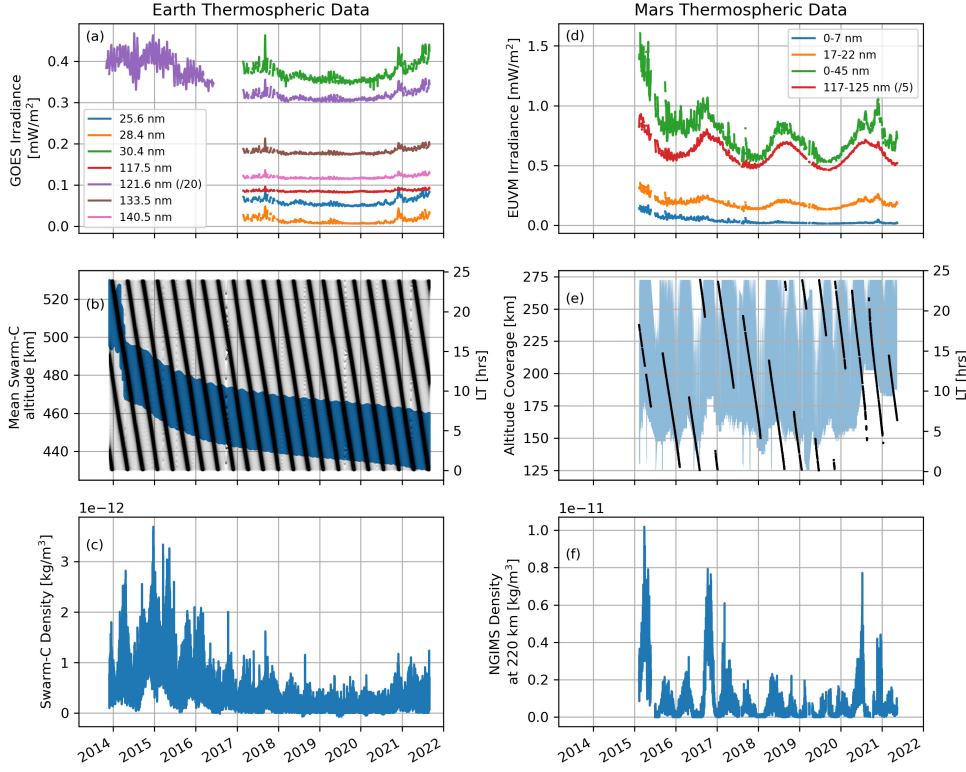 Earth Thermospheric Data
(a)
GOES Irradiance
[mW/m²]
0.4
0.3
0.2
0.1
0.0
25.6 nm
28.4 nm
30.4 nm
117.5 nm
121.6 nm (/20)
133.5 nm
140.5 nm
(b)
Mean Swarm-C
altitude [km]
520
500
480
460
440
25
20
15
10
5
0
LT [hrs]
1e−12
(c)
Swarm-C Density [kg/m³]
3
2
1
0
2014
2015
2016
2017
2018
2019
2020
2021
2022
Mars Thermospheric Data
(d)
EUVM Irradiance [mW/m²]
1.5
1.0
0.5
0.0
0-7 nm
17-22 nm
0-45 nm
117-125 nm (/5)
(e)
Altitude Coverage [km]
275
250
225
200
175
150
125
25
20
15
10
5
0
LT [hrs]
1e−11
(f)
NGIMS Density
at 220 km [kg/m³]
1.0
0.8
0.6
0.4
0.2
0.0
2014
2015
2016
2017
2018
2019
2020
2021
2022